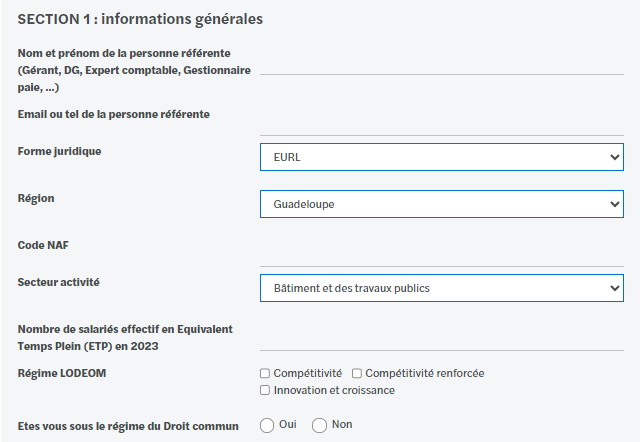 SECTION 1 : informations générales
Nom et prénom de la personne référente
(Gérant, DG, Expert comptable, Gestionnaire
paie, ...)
Email ou tel de la personne référente
Forme juridique
EURL
Région
Guadeloupe
Code NAF
Secteur activité
Bâtiment et des travaux publics
Nombre de salariés effectif en Equivalent
Temps Plein (ETP) en 2023
Régime LODEOM
Compétitivité
Compétitivité renforcée
Innovation et croissance
Etes vous sous le régime du Droit commun
Oui
Non